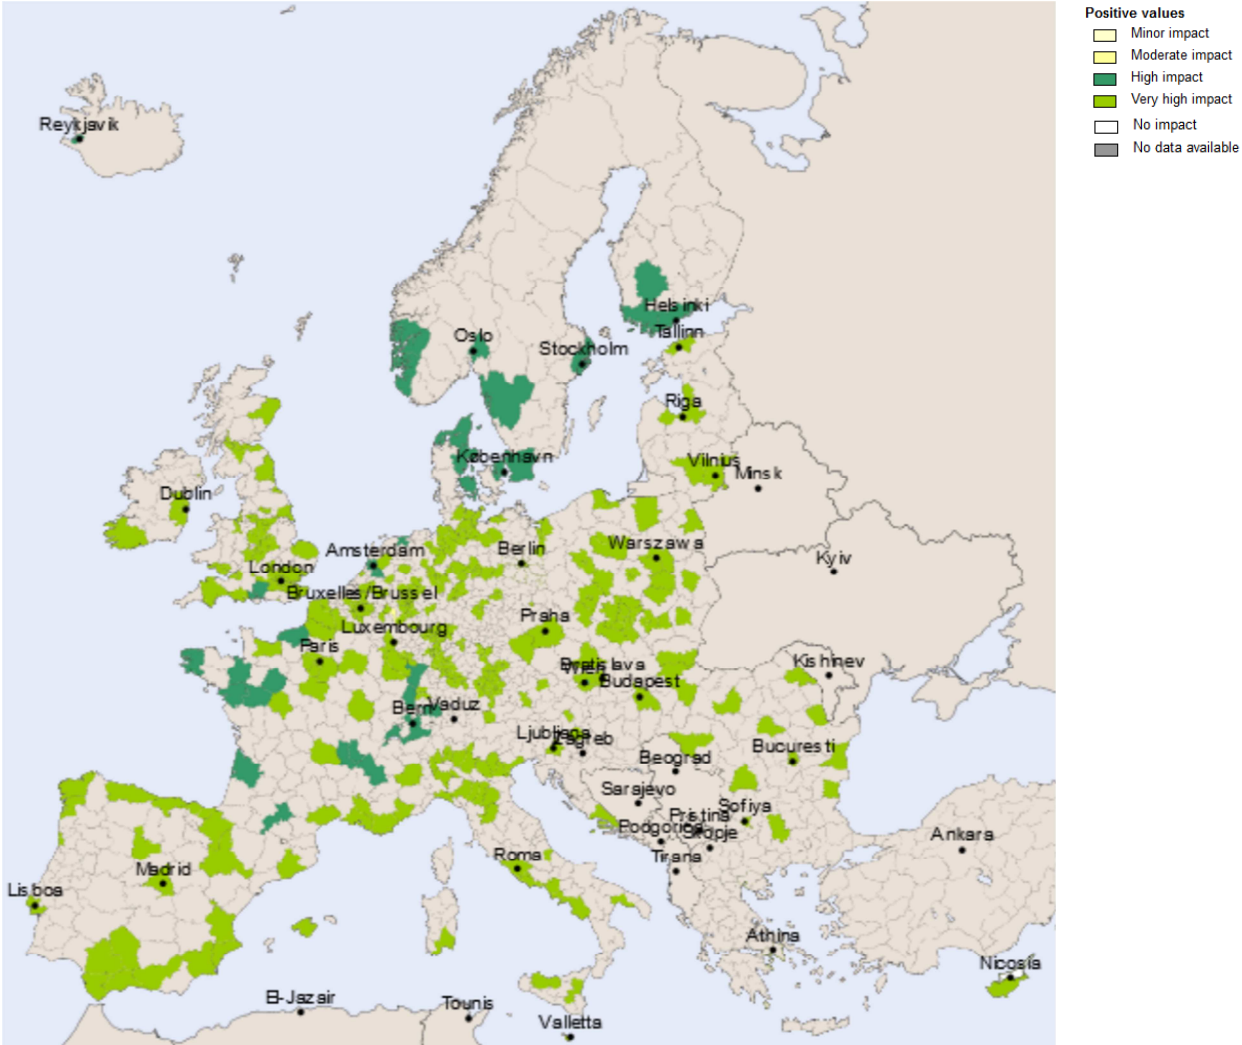 Positive values
Minor impact
Moderate impact
High impact
Very high impact
No impact
No data available
Reykjavik
Helsinki
Tallinn
Oslo
Stockholm
Riga
København
Vilnius
Minsk
Dublin
Amsterdam
Berlin
Warszawa
London
Kyiv
Bruxelles/Brussel
Praha
Luxembourg
Paris
Bratislava
Wien
Kishinev
Budapest
Bern
Vaduz
Ljubljana
Zagreb
Bucuresti
Beograd
Sarajevo
Sofiya
Pristina
Podgorica
Skopje
Ankara
Roma
Tirana
Madrid
Lisboa
Athina
Nicosia
El-Jazair
Tounis
Valletta